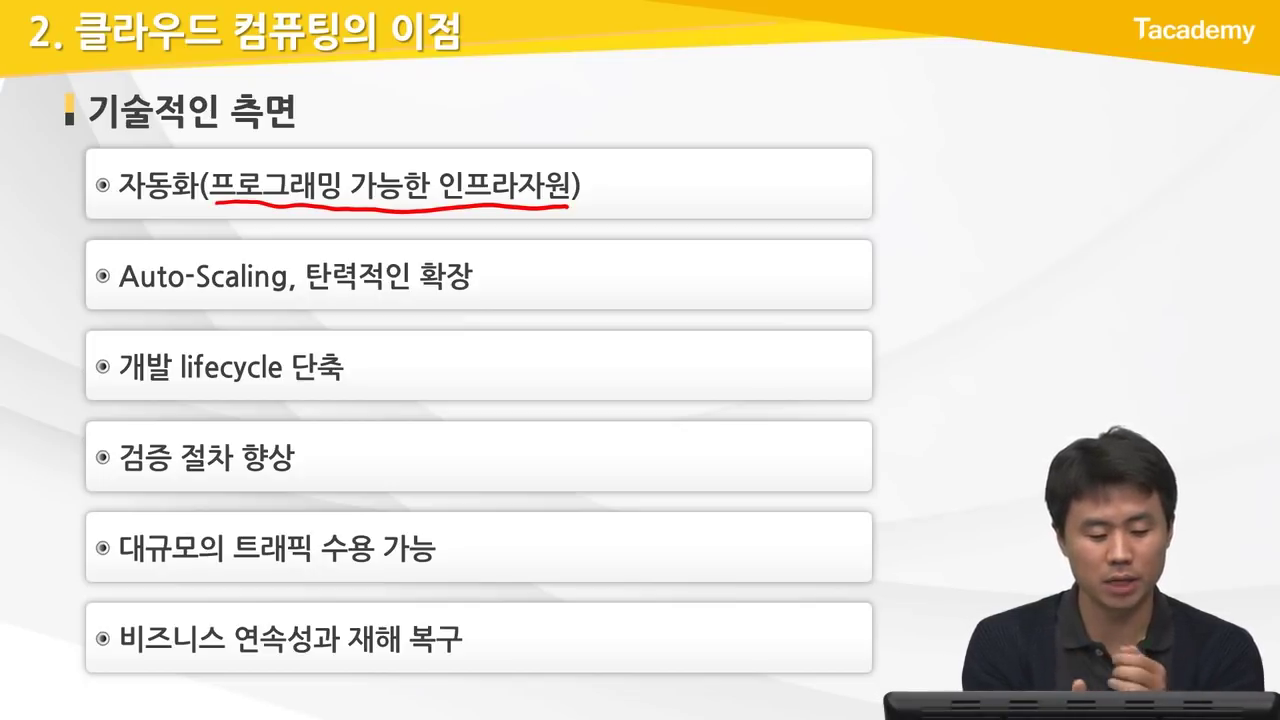 2. 클라우드 컴퓨팅의 이점
Tacademy
기술적인 측면
자동화(프로그래밍 가능한 인프라자원)
Auto-Scaling, 탄력적인 확장
개발 lifecycle 단축
검증 절차 향상
대규모의 트래픽 수용 가능
비즈니스 연속성과 재해 복구